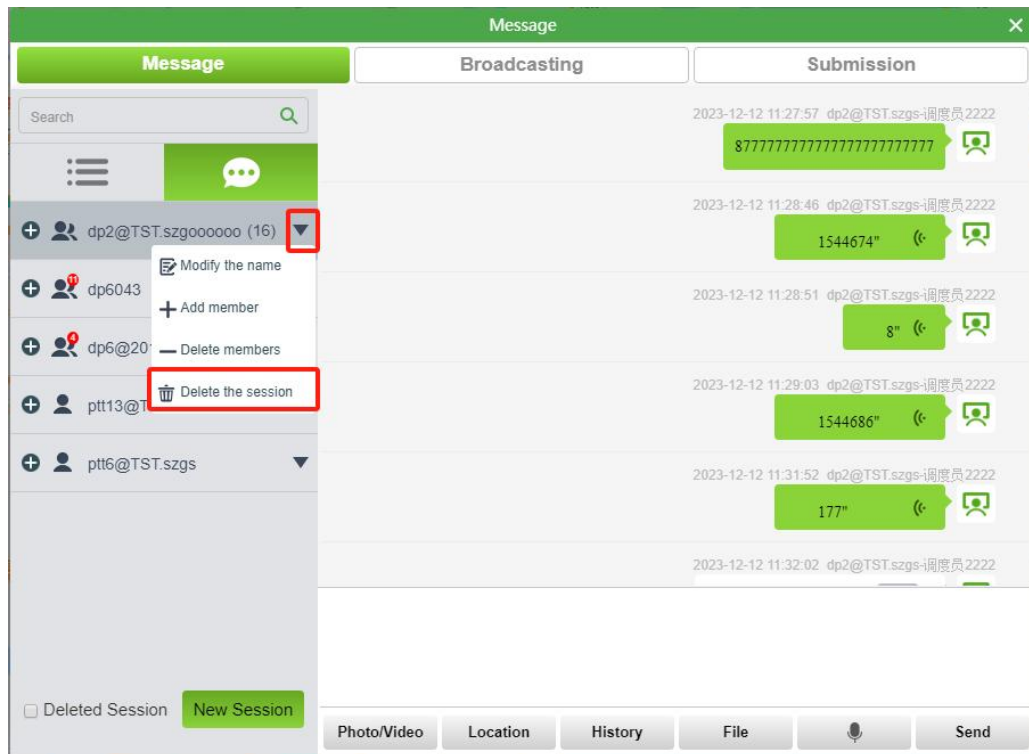 Message
Message
Broadcasting
Submission
Search
dp2@TST.szgoooooo (16)
Modify the name
Add member
Delete members
Delete the session
11
dp6043
4
dp6@20
ptt13@T
ptt6@TST.szgs
Deleted Session
New Session
2023-12-12 11:27:57 dp2@TST.szgs-调度员2222
2023-12-12 11:28:46 dp2@TST.szgs-调度员2222
1544674"
2023-12-12 11:28:51 dp2@TST.szgs-调度员2222
8"
2023-12-12 11:29:03 dp2@TST.szgs-调度员2222
1544686"
2023-12-12 11:31:52 dp2@TST.szgs-调度员2222
177"
2023-12-12 11:32:02 dp2@TST.szgs-调度员2222
Photo/Video
Location
History
File
Send